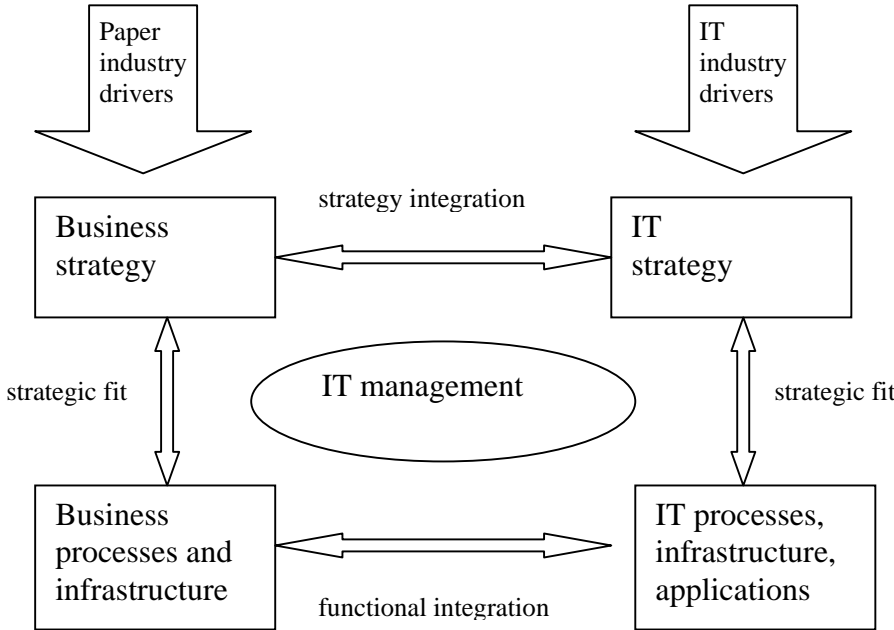 Paper
industry
drivers
IT
industry
drivers
strategy integration
Business
strategy
IT
strategy
strategic fit
IT management
strategic fit
Business
processes and
infrastructure
IT processes,
infrastructure,
applications
functional integration